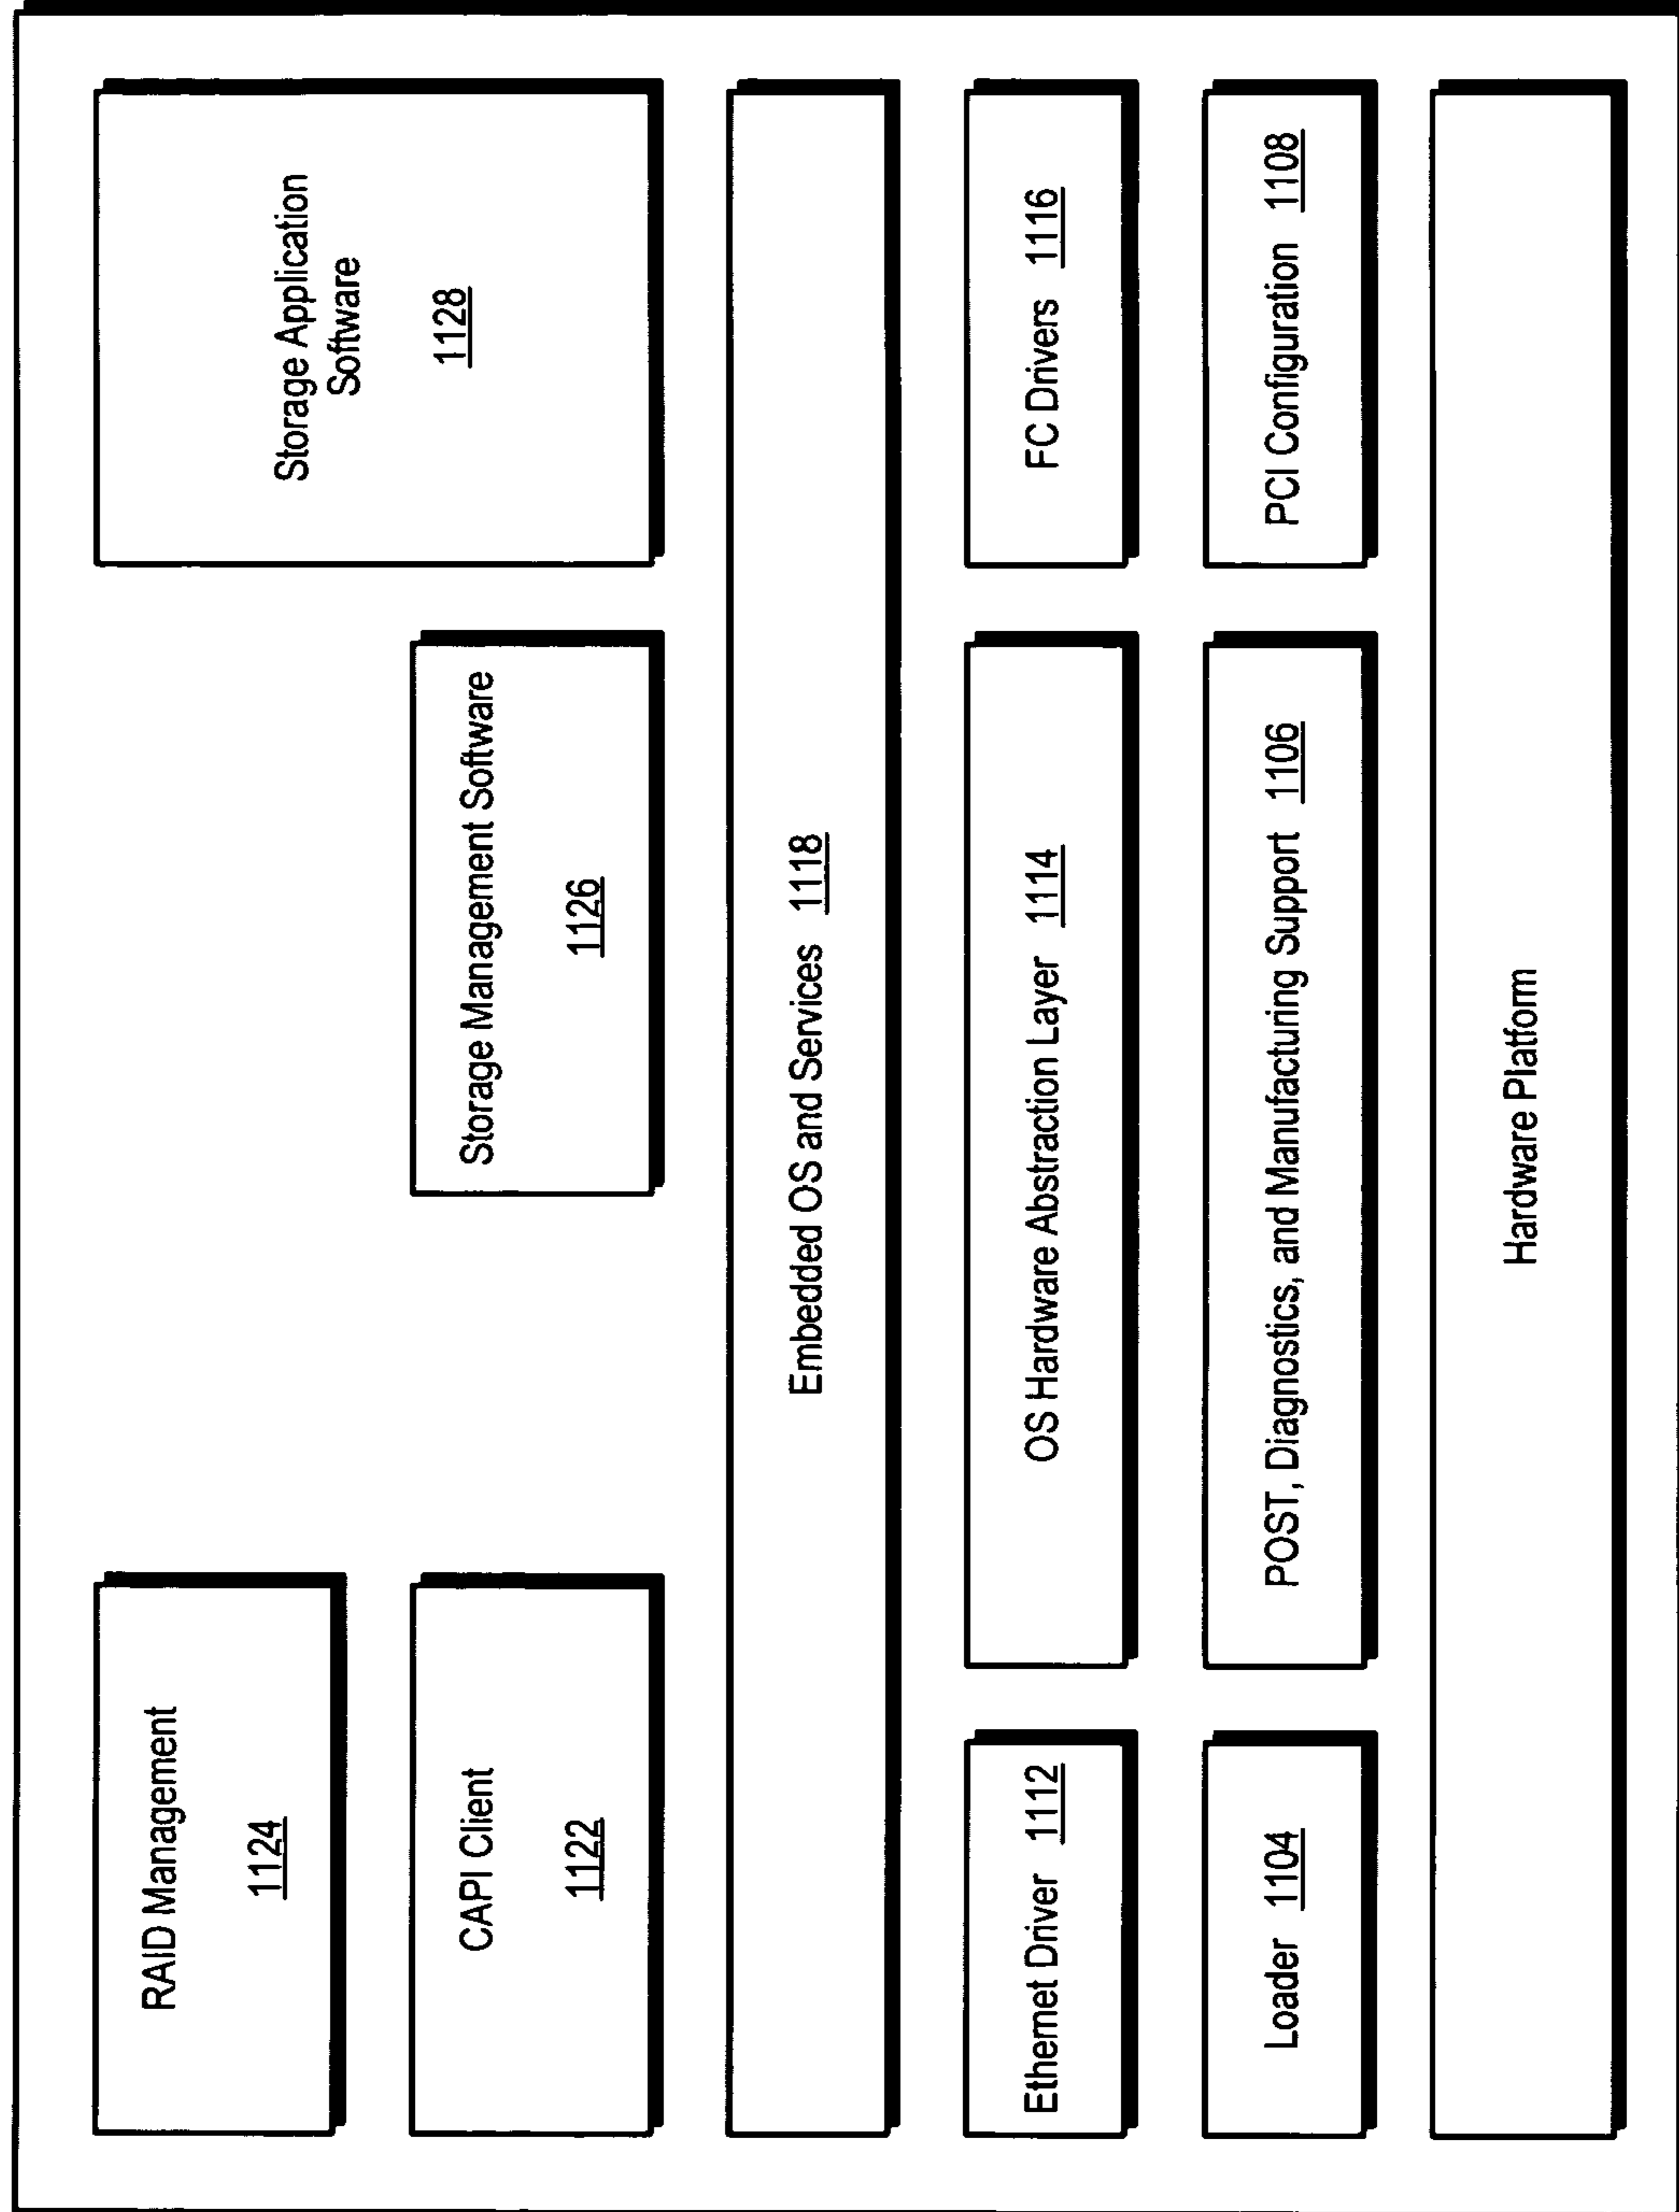 RAID Management
1124
Storage Application
Software
1128
CAPI Client
1122
Storage Management Software
1126
Embedded OS and Services 1118
Ethernet Driver 1112
OS Hardware Abstraction Layer 1114
FC Drivers 1116
Loader 1104
POST, Diagnostics, and Manufacturing Support 1106
PCI Configuration 1108
Hardware Platform